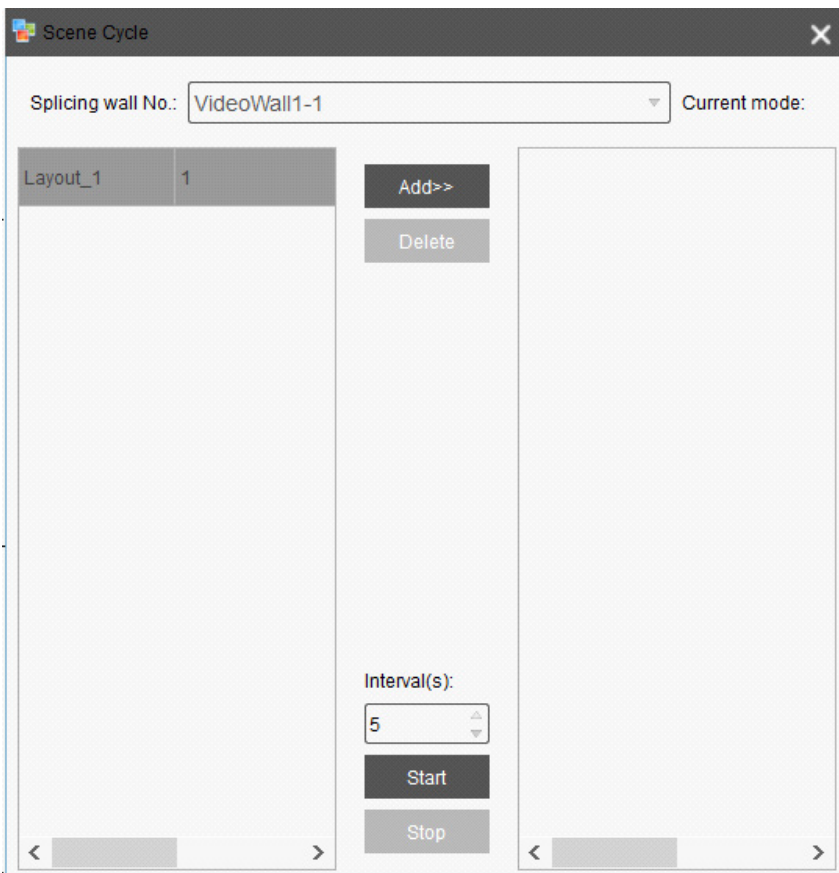 Scene Cycle
Splicing wall No.: VideoWall1-1 Current mode:
Layout_1 1
Add>>
Delete
Interval(s):
5
Start
Stop